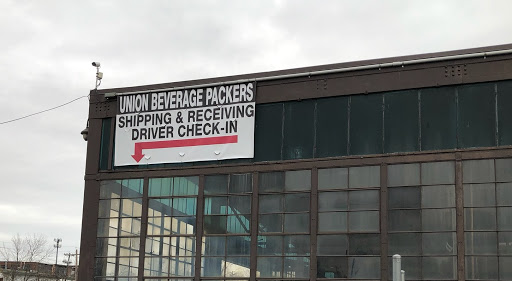 UNION BEVERAGE PACKERS
SHIPPING & RECEIVING
DRIVER CHECK-IN